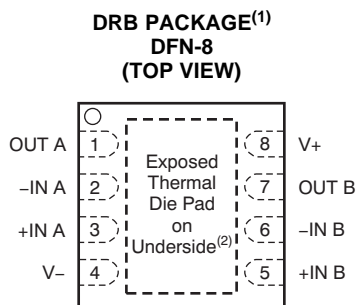 DRB PACKAGE(1)
DFN-8
(TOP VIEW)
OUT A 1 8 V+
–IN A 2 7 OUT B
+IN A 3 6 –IN B
V– 4 5 +IN B
Exposed
Thermal
Die Pad
on
Underside(2)